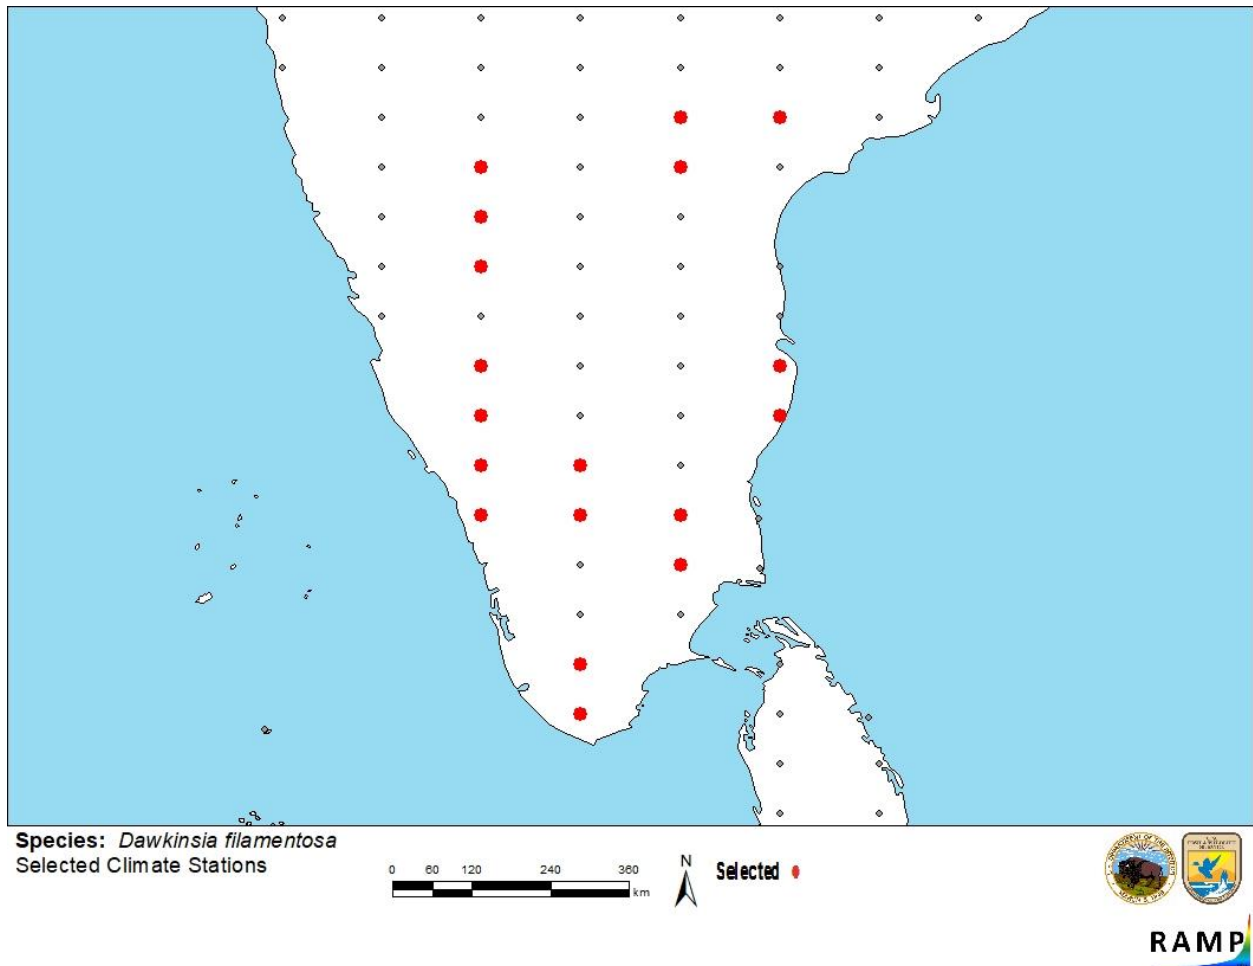 Species: Dawkinsia filamentosa
Selected Climate Stations
0 60 120 240 360
km
N
Selected
RAMP